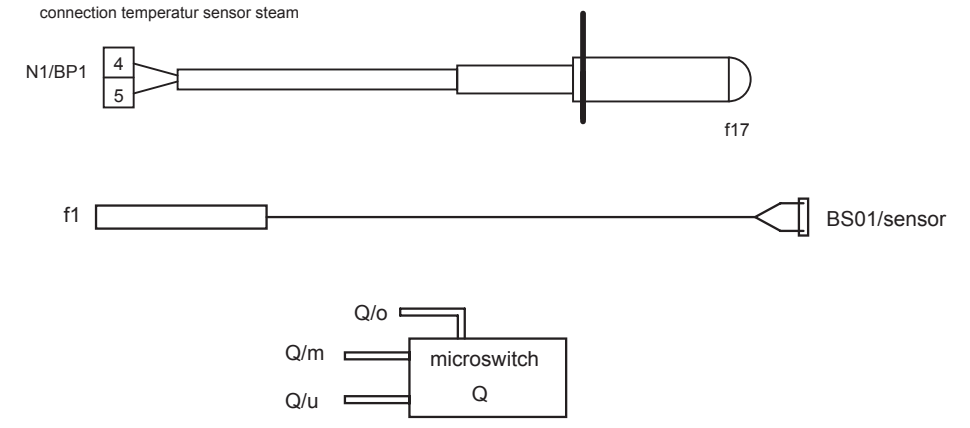 connection temperatur sensor steam
N1/BP1
4
5
f17
f1
BS01/sensor
Q/o
Q/m
microswitch
Q/u
Q